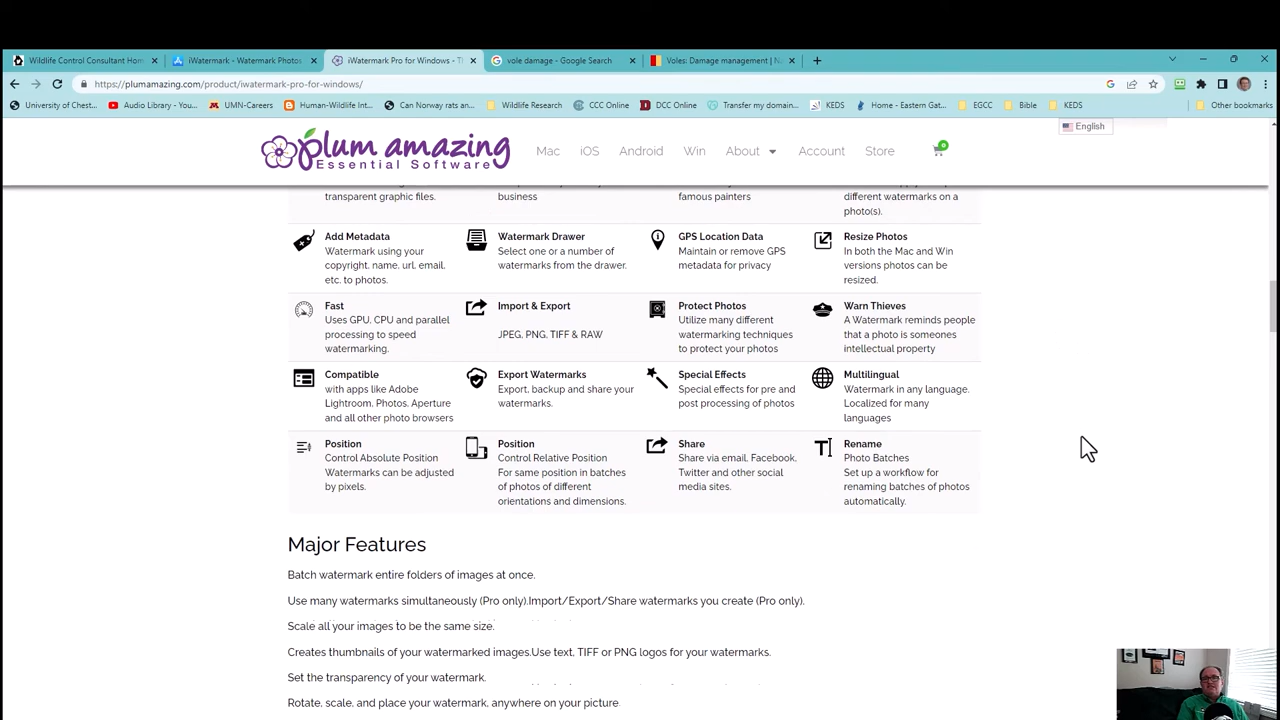 Wildlife Control Consultant Hom
iWatermark - Watermark Photos
iWatermark Pro for Windows - T
vole damage - Google Search
Voles: Damage management | N
https://plumamazing.com/product/iwatermark-pro-for-windows/
University of Chest...
Audio Library - You...
UMN-Careers
Human-Wildlife Int...
Can Norway rats an...
Wildlife Research
CCC Online
DCC Online
Transfer my domain...
KEDS
Home - Eastern Gat...
EGCC
Bible
KEDS
Other bookmarks
English
plum amazing
Essential Software
Mac
iOS
Android
Win
About
Account
Store
0
transparent graphic files.
business
famous painters
different watermarks on a
photo(s).
Add Metadata
Watermark using your
copyright, name, url, email,
etc. to photos.
Watermark Drawer
Select one or a number of
watermarks from the drawer.
GPS Location Data
Maintain or remove GPS
metadata for privacy
Resize Photos
In both the Mac and Win
versions photos can be
resized.
Fast
Uses GPU, CPU and parallel
processing to speed
watermarking.
Import & Export
JPEG, PNG, TIFF & RAW
Protect Photos
Utilize many different
watermarking techniques
to protect your photos
Warn Thieves
A Watermark reminds people
that a photo is someones
intellectual property
Compatible
with apps like Adobe
Lightroom, Photos, Aperture
and all other photo browsers
Export Watermarks
Export, backup and share your
watermarks.
Special Effects
Special effects for pre and
post processing of photos
Multilingual
Watermark in any language.
Localized for many
languages
Position
Control Absolute Position
Watermarks can be adjusted
by pixels.
Position
Control Relative Position
For same position in batches
of photos of different
orientations and dimensions.
Share
Share via email, Facebook,
Twitter and other social
media sites.
Rename
Photo Batches
Set up a workflow for
renaming batches of photos
automatically.
Major Features
Batch watermark entire folders of images at once.
Use many watermarks simultaneously (Pro only).Import/Export/Share watermarks you create (Pro only).
Scale all your images to be the same size.
Creates thumbnails of your watermarked images.Use text, TIFF or PNG logos for your watermarks.
Set the transparency of your watermark.
Rotate, scale, and place your watermark, anywhere on your picture